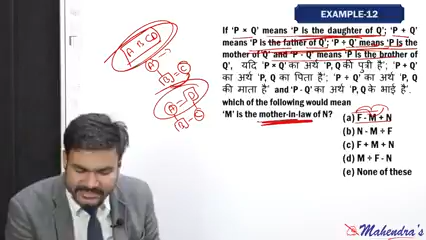 EXAMPLE-12
If 'P × Q' means 'P is the daughter of Q'; 'P + Q'
means 'P is the father of Q'; 'P ÷ Q' means 'P is the
mother of Q' and 'P - Q' means 'P is the brother of
Q', यदि 'P × Q' का अर्थ 'P, Q की पुत्री है'; 'P + Q'
का अर्थ 'P, Q का पिता है'; 'P ÷ Q' का अर्थ 'P, Q
की माता है' and 'P - Q' का अर्थ 'P, Q के भाई है'.
which of the following would mean
'M' is the mother-in-law of N?
(a) F - M + N
(b) N - M ÷ F
(c) F + M + N
(d) M ÷ F - N
(e) None of these
A B C D
Mahendra's